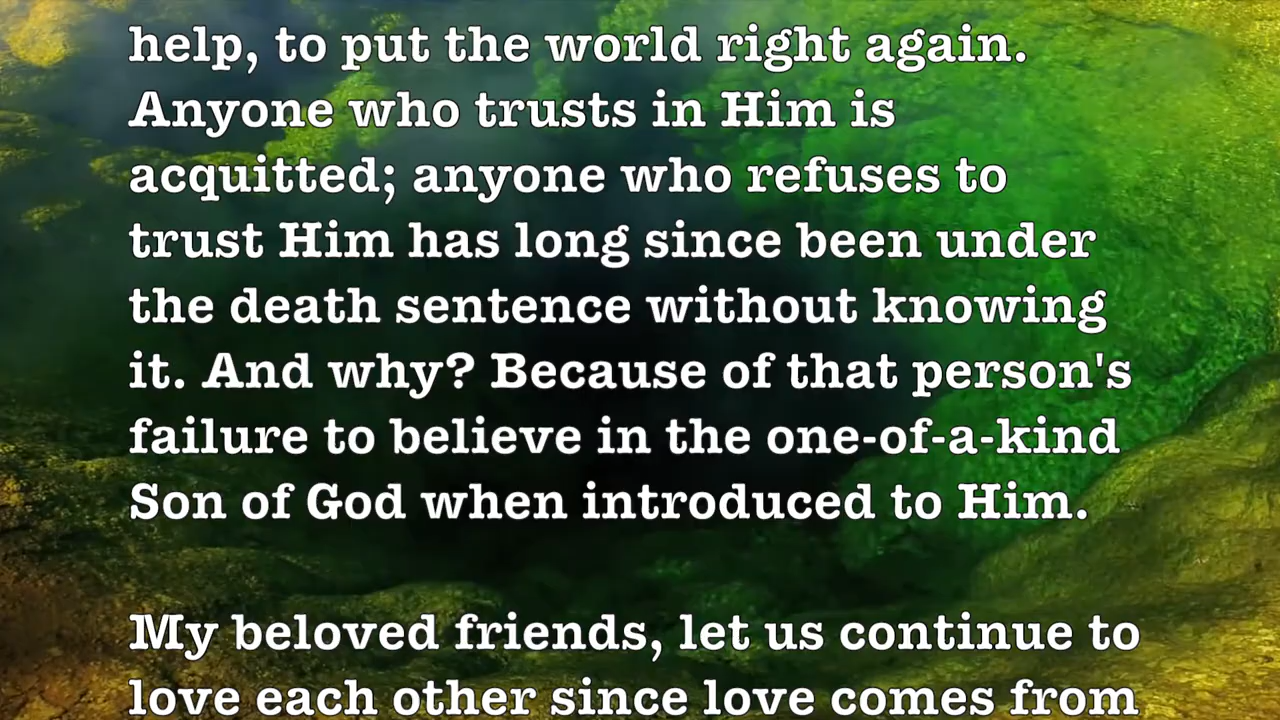 help, to put the world right again.
Anyone who trusts in Him is
acquitted; anyone who refuses to
trust Him has long since been under
the death sentence without knowing
it. And why? Because of that person's
failure to believe in the one-of-a-kind
Son of God when introduced to Him.
My beloved friends, let us continue to
love each other since love comes from